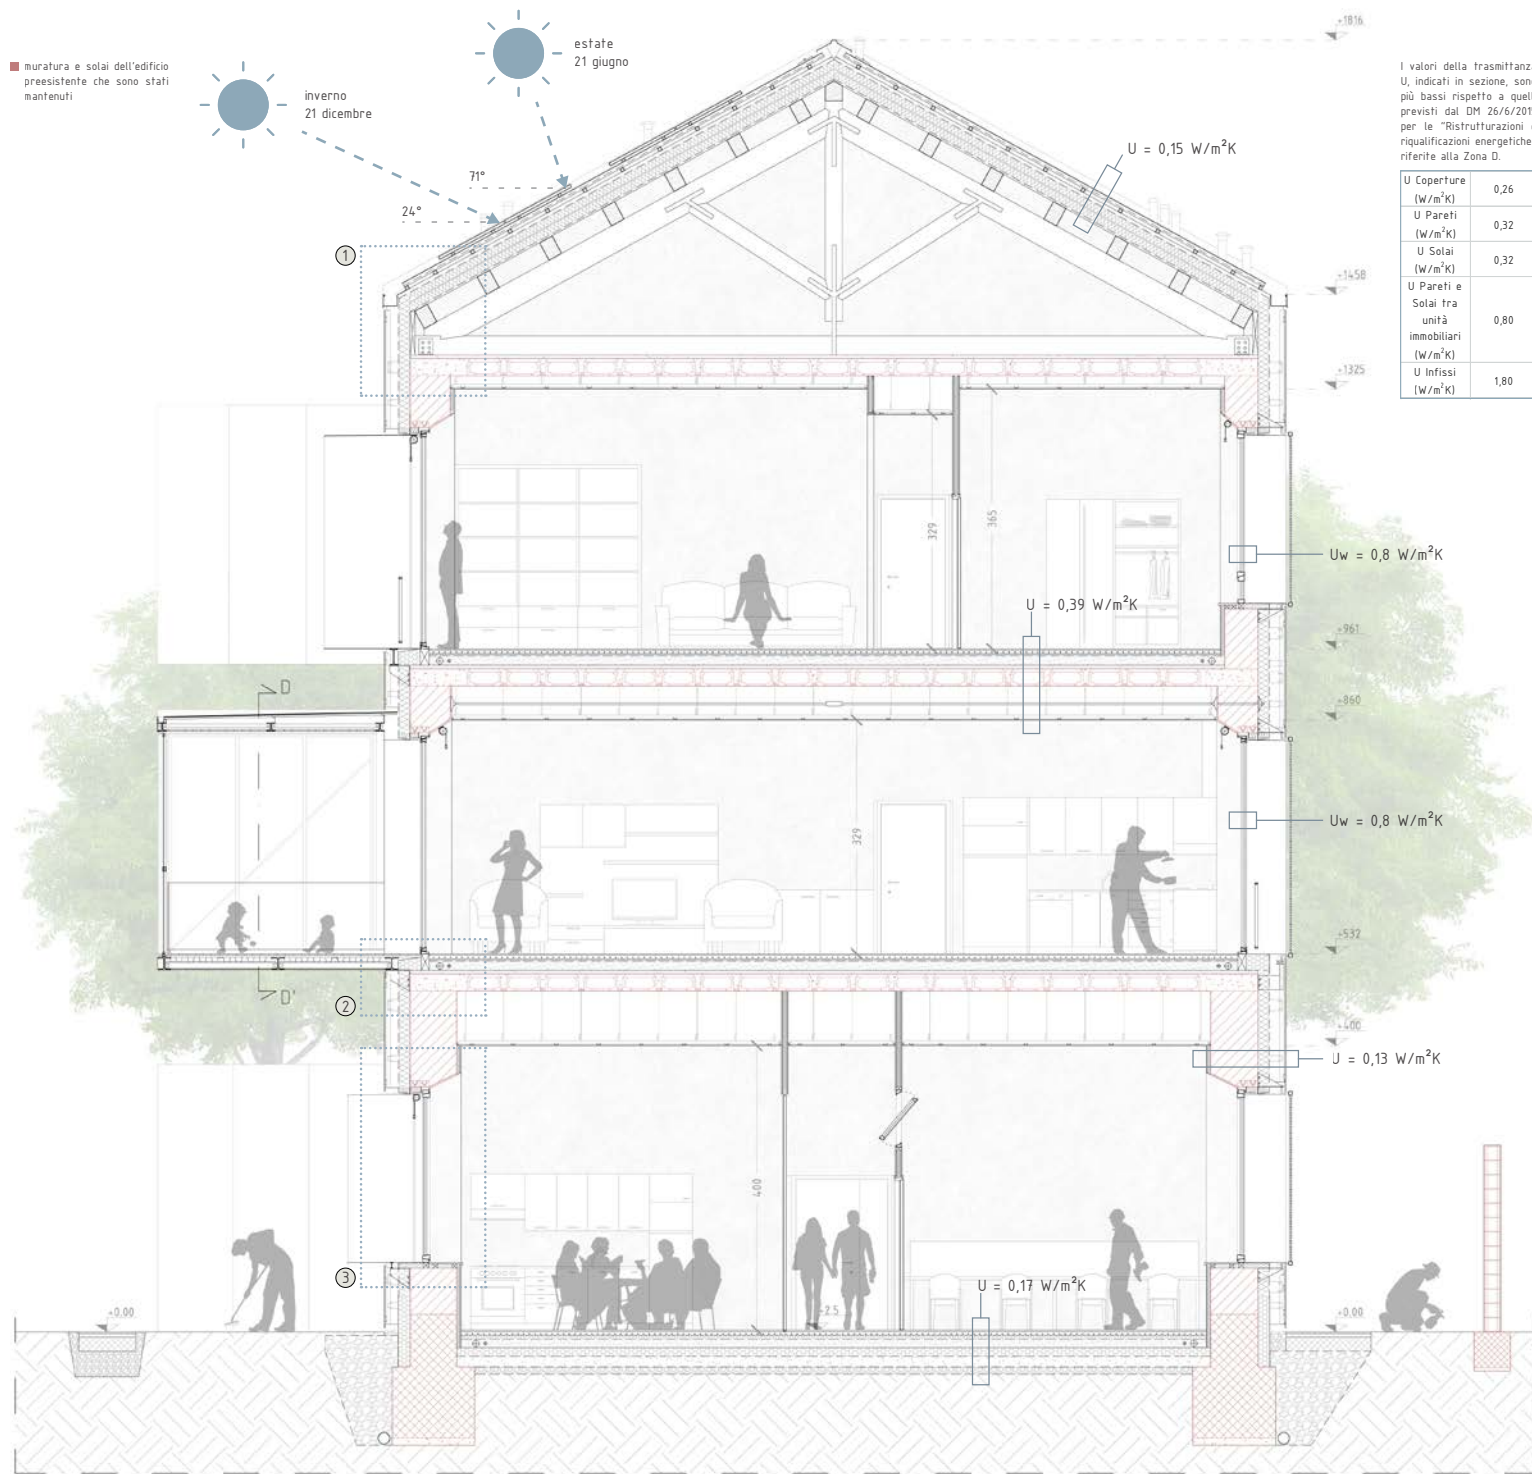 muratura e solai dell'edificio
preesistente che sono stati
mantenuti
inverno
21 dicembre
estate
21 giugno
71°
24°
+1816
I valori della trasmittanza
U, indicati in sezione, sono
più bassi rispetto a quelli
previsti dal DM 26/6/2015
per le "Ristrutturazioni e
riqualificazioni energetiche"
riferite alla Zona D.
U Coperture
(W/m²K)
0,26
U Pareti
(W/m²K)
0,32
U Solai
(W/m²K)
0,32
U Pareti e
Solai tra
unità
immobiliari
(W/m²K)
0,80
U Infissi
(W/m²K)
1,80
U = 0,15 W/m²K
1
+1458
+1325
329
365
Uw = 0,8 W/m²K
U = 0,39 W/m²K
+961
D
+860
329
Uw = 0,8 W/m²K
+532
D'
2
+400
U = 0,13 W/m²K
400
3
U = 0,17 W/m²K
+0.00
+2.5
+0.00